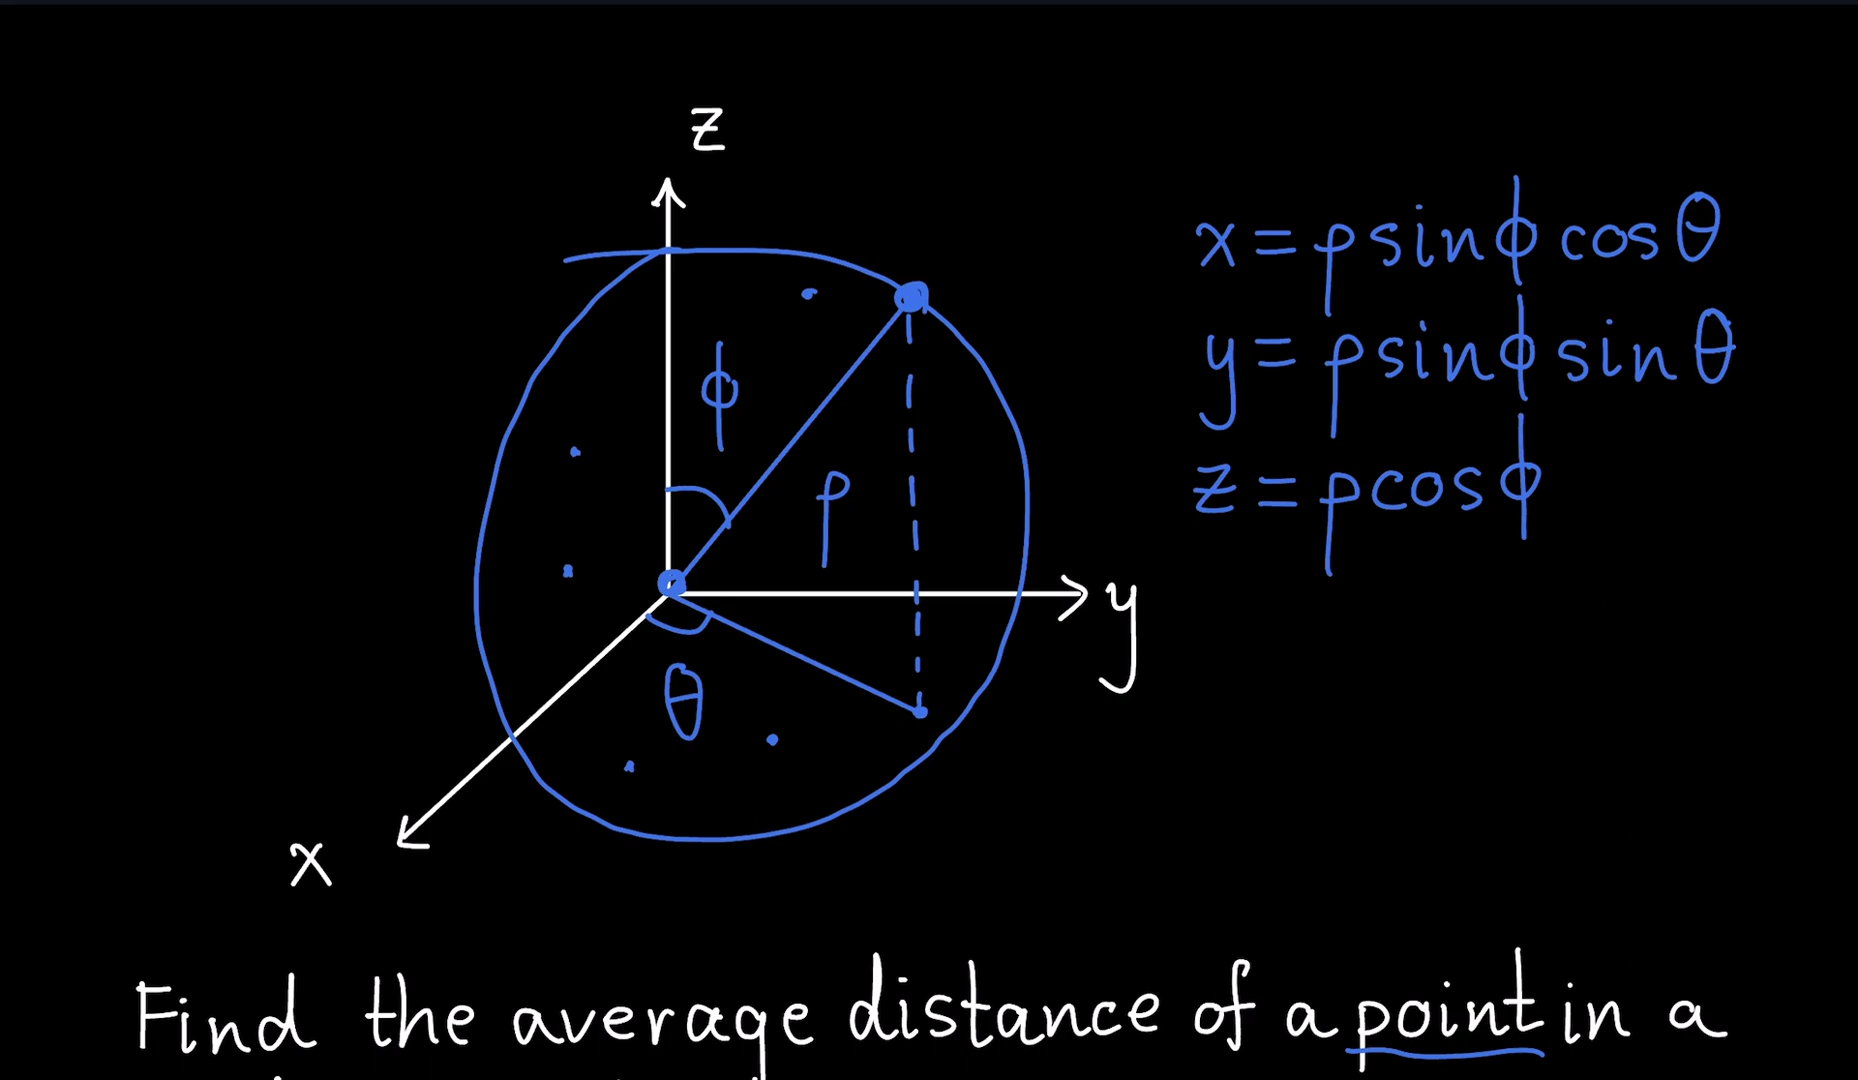 z
x = ρ sin ϕ cos θ
y = ρ sin ϕ sin θ
ϕ
ρ
z = ρ cos ϕ
y
θ
x
Find the average distance of a point in a